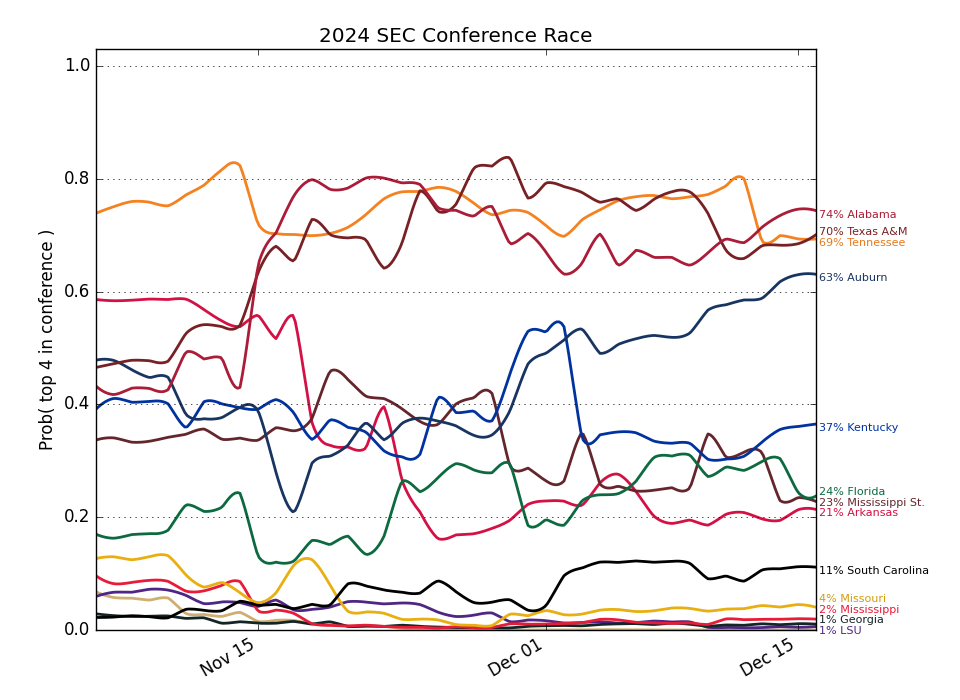 2024 SEC Conference Race
Prob( top 4 in conference )
1.0
0.8
0.6
0.4
0.2
0.0
Nov 15
Dec 01
Dec 15
74% Alabama
70% Texas A&M
69% Tennessee
63% Auburn
37% Kentucky
24% Florida
23% Mississippi St.
21% Arkansas
11% South Carolina
4% Missouri
2% Mississippi
1% Georgia
1% LSU